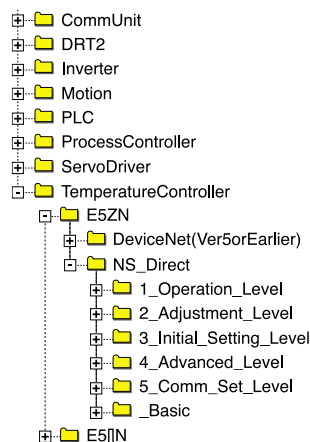 CommUnit
DRT2
Inverter
Motion
PLC
ProcessController
ServoDriver
TemperatureController
E5ZN
DeviceNet(Ver5orEarlier)
NS_Direct
1_Operation_Level
2_Adjustment_Level
3_Initial_Setting_Level
4_Advanced_Level
5_Comm_Set_Level
_Basic
E5[]N